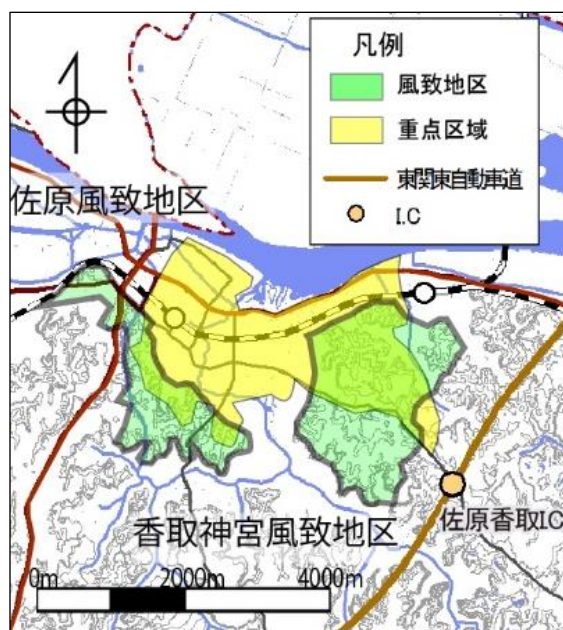 凡例
風致地区
重点区域
東関東自動車道
I.C
佐原風致地区
佐原香取IC
香取神宮風致地区
0m 2000m 4000m